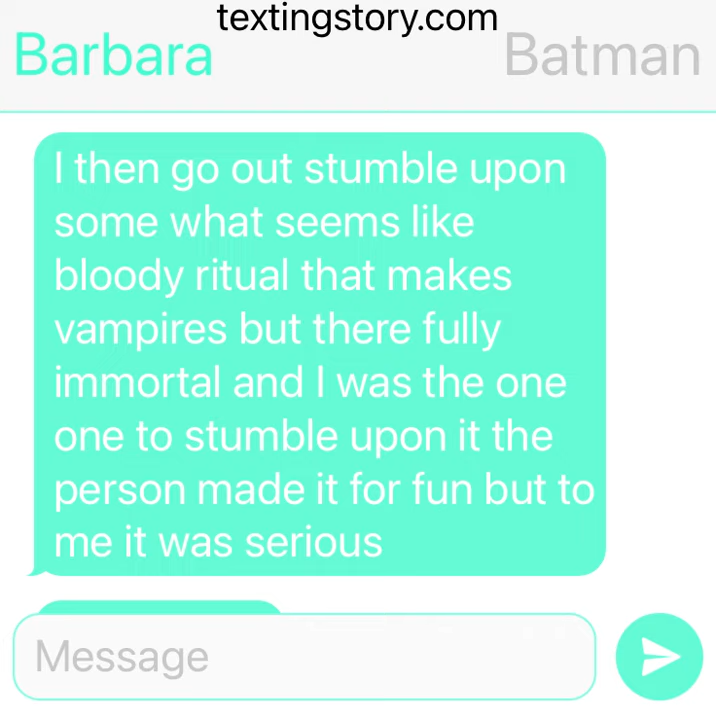 textingstory.com
Barbara Batman
I then go out stumble upon
some what seems like
bloody ritual that makes
vampires but there fully
immortal and I was the one
one to stumble upon it the
person made it for fun but to
me it was serious
Message